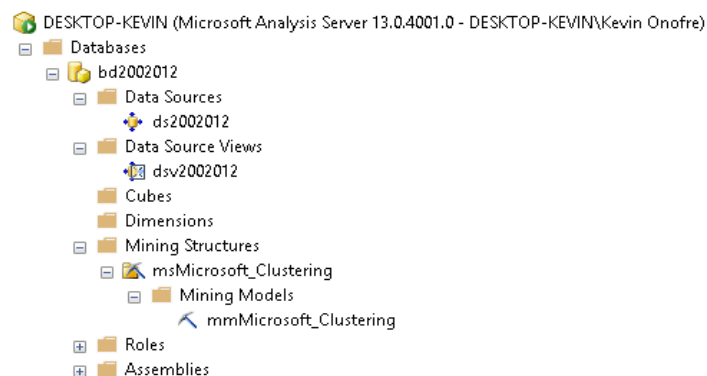 DESKTOP-KEVIN (Microsoft Analysis Server 13.0.4001.0 - DESKTOP-KEVIN\Kevin Onofre)
Databases
bd2002012
Data Sources
ds2002012
Data Source Views
dsv2002012
Cubes
Dimensions
Mining Structures
msMicrosoft_Clustering
Mining Models
mmMicrosoft_Clustering
Roles
Assemblies